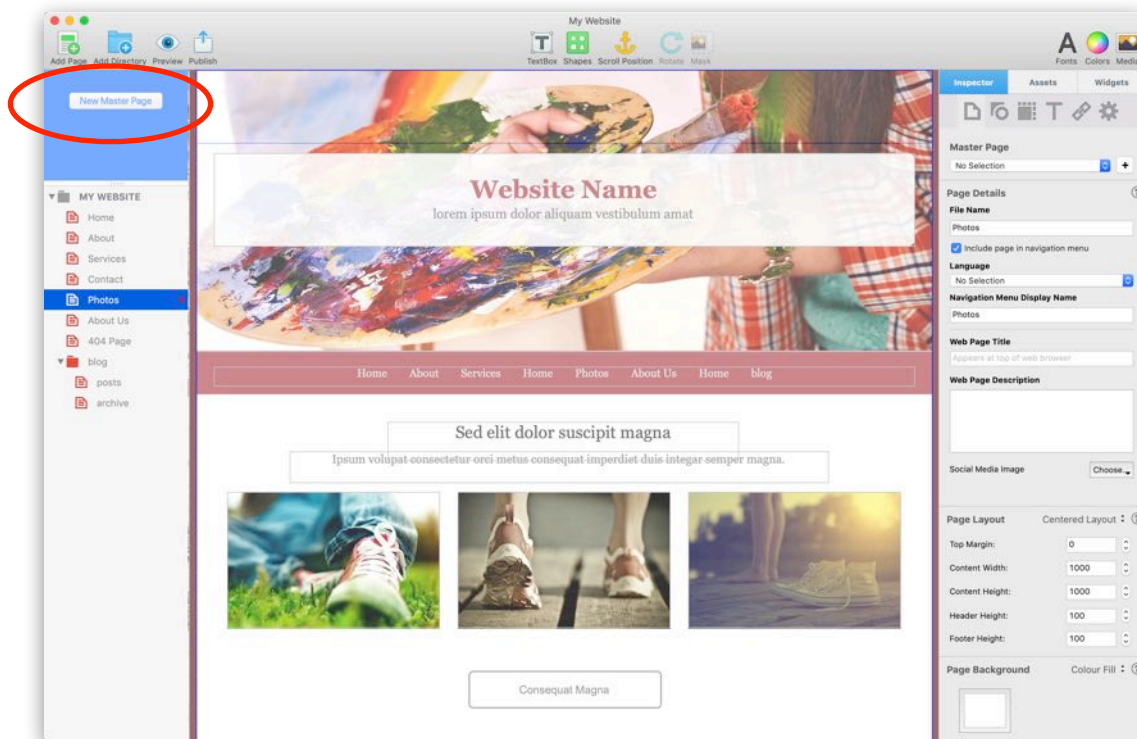 My Website
Add Page Add Directory Preview Publish
TextBox Shapes Scroll Position Rotate Mask
Fonts Colors Media
New Master Page
MY WEBSITE
Home
About
Services
Contact
Photos
About Us
404 Page
blog
posts
archive
Website Name
lorem ipsum dolor aliquam vestibulum amat
Home About Services Home Photos About Us Home blog
Sed elit dolor suscipit magna
Ipsum volupat consectetur orci metus consequat imperdiet duis integar semper magna.
Consequat Magna
Inspector Assets Widgets
Master Page
No Selection
Page Details
File Name
Photos
Include page in navigation menu
Language
No Selection
Navigation Menu Display Name
Photos
Web Page Title
Appears at top of web browser
Web Page Description
Social Media Image Choose...
Page Layout Centered Layout
Top Margin: 0
Content Width: 1000
Content Height: 1000
Header Height: 100
Footer Height: 100
Page Background Colour Fill